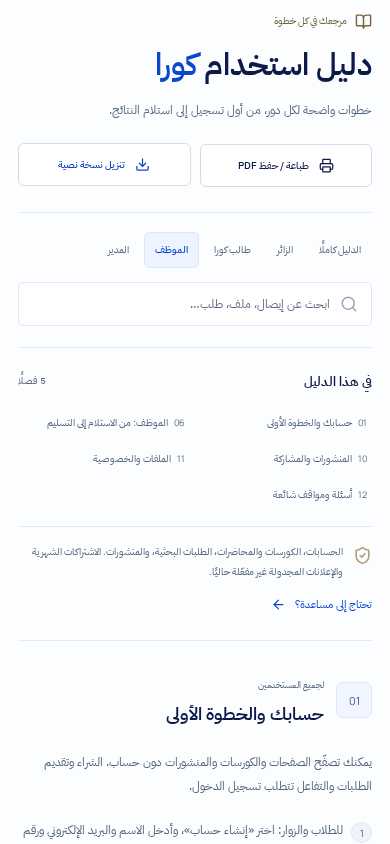 مرجعك في كل خطوة
دليل استخدام كورا
خطوات واضحة لكل دور، من أول تسجيل إلى استلام النتائج.
طباعة / حفظ PDF
تنزيل نسخة نصية
الدليل كاملًا
الزائر
طالب كورا
الموظف
المدير
ابحث عن إيصال، ملف، طلب...
في هذا الدليل
5 فصلًا
01 حسابك والخطوة الأولى
06 الموظف: من الاستلام إلى التسليم
10 المنشورات والمشاركة
11 الملفات والخصوصية
12 أسئلة ومواقف شائعة
الحسابات، الكورسات والمحاضرات، الطلبات البحثية، والمنشورات. الاشتراكات الشهرية
والإعلانات المجدولة غير مفعّلة حاليًا.
تحتاج إلى مساعدة؟
01
لجميع المستخدمين
حسابك والخطوة الأولى
يمكنك تصفّح الصفحات والكورسات والمنشورات دون حساب. الشراء وتقديم
الطلبات والتفاعل تتطلب تسجيل الدخول.
1 للطلاب والزوار: اختر «إنشاء حساب»، وأدخل الاسم والبريد الإلكتروني ورقم